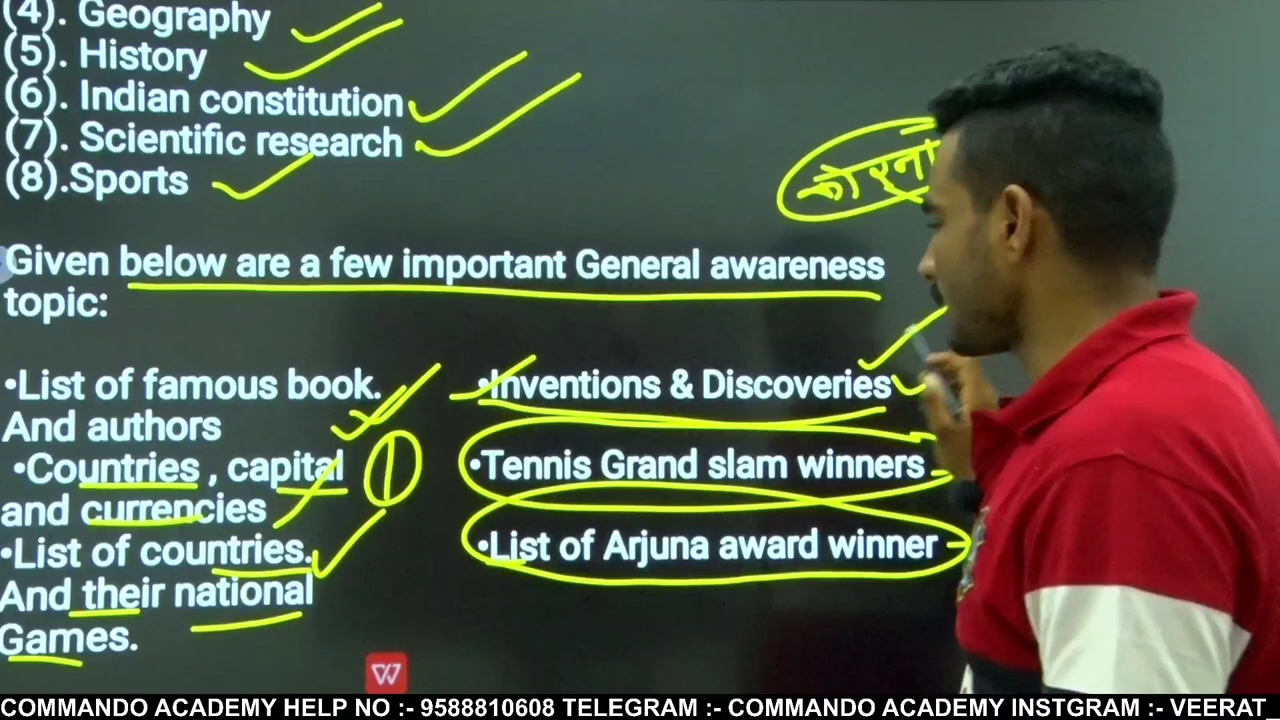 (4). Geography
(5). History
(6). Indian constitution
(7). Scientific research
(8).Sports
कोरना
Given below are a few important General awareness
topic:
•List of famous book.
And authors
•Countries , capital
and currencies
•List of countries.
And their national
Games.
1
•Inventions & Discoveries
•Tennis Grand slam winners
•List of Arjuna award winner
W
COMMANDO ACADEMY HELP NO :- 9588810608 TELEGRAM :- COMMANDO ACADEMY INSTGRAM :- VEERAT